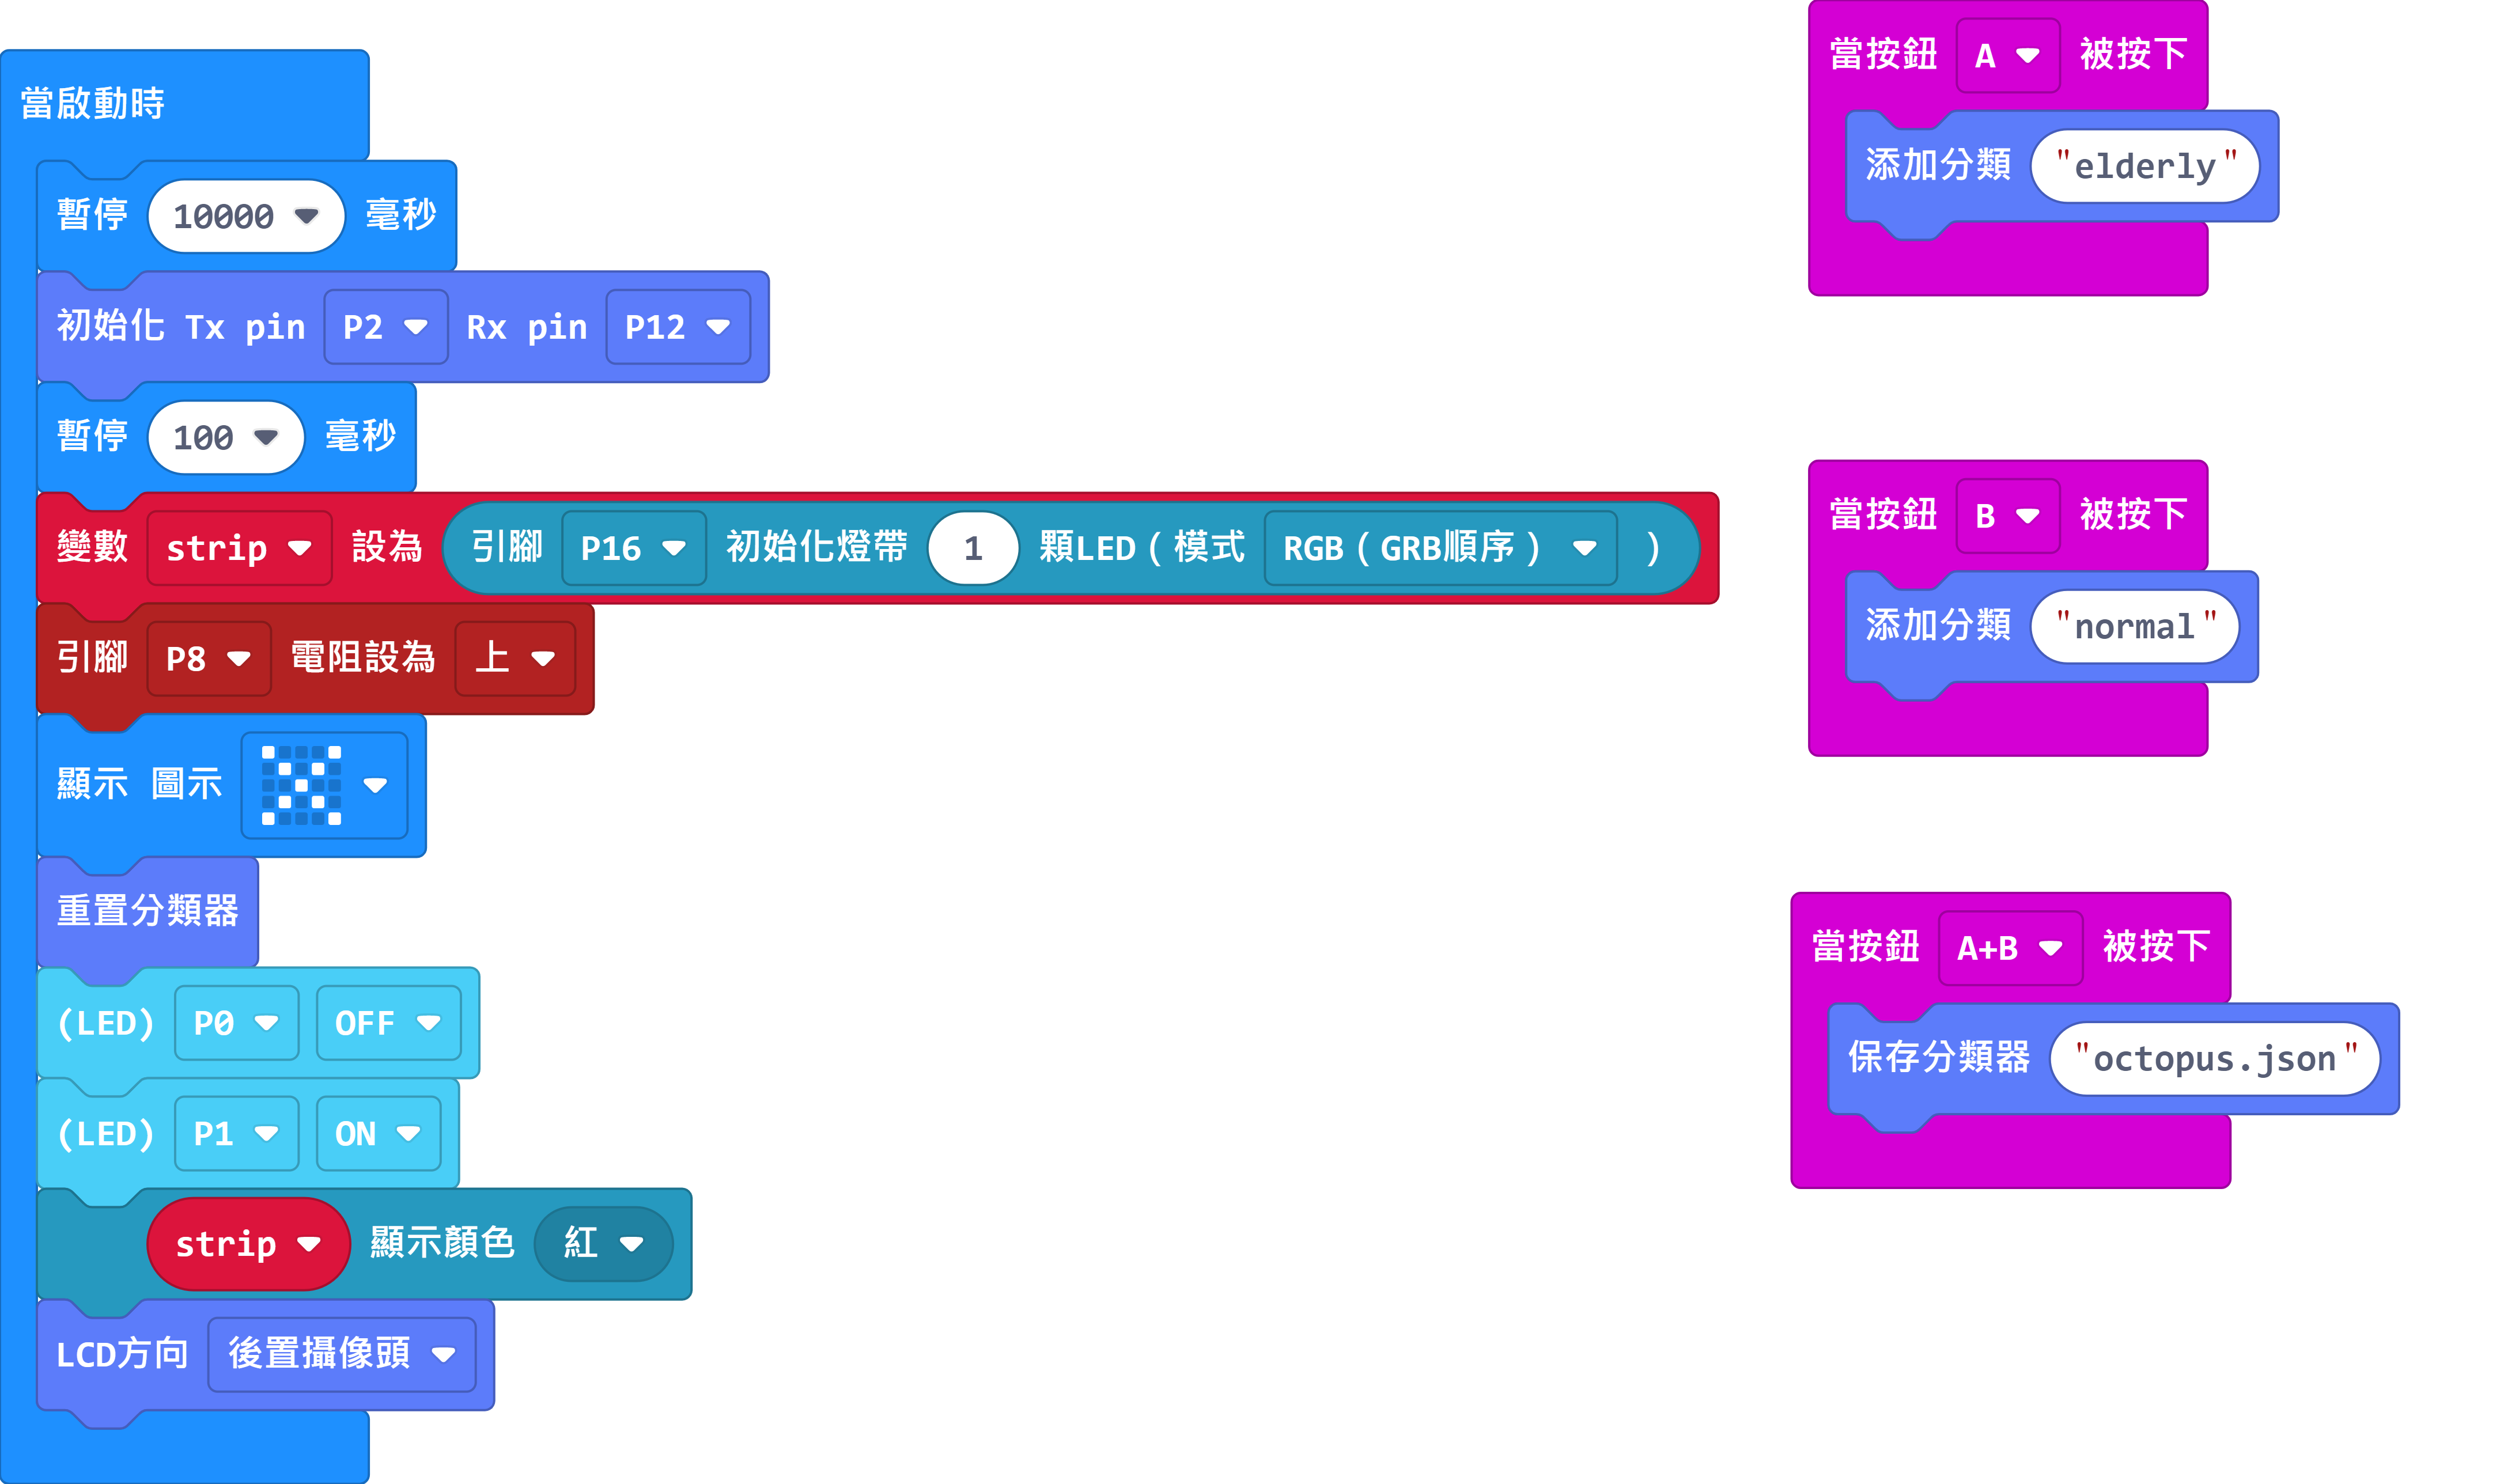 當啟動時
暫停 10000 毫秒
初始化 Tx pin P2 Rx pin P12
暫停 100 毫秒
變數 strip 設為 引腳 P16 初始化燈帶 1 顆LED(模式 RGB(GRB順序) )
引腳 P8 電阻設為 上
顯示 圖示
重置分類器
(LED) P0 OFF
(LED) P1 ON
strip 顯示顏色 紅
LCD方向 後置攝像頭
當按鈕 A 被按下
添加分類 "elderly"
當按鈕 B 被按下
添加分類 "normal"
當按鈕 A+B 被按下
保存分類器 "octopus.json"